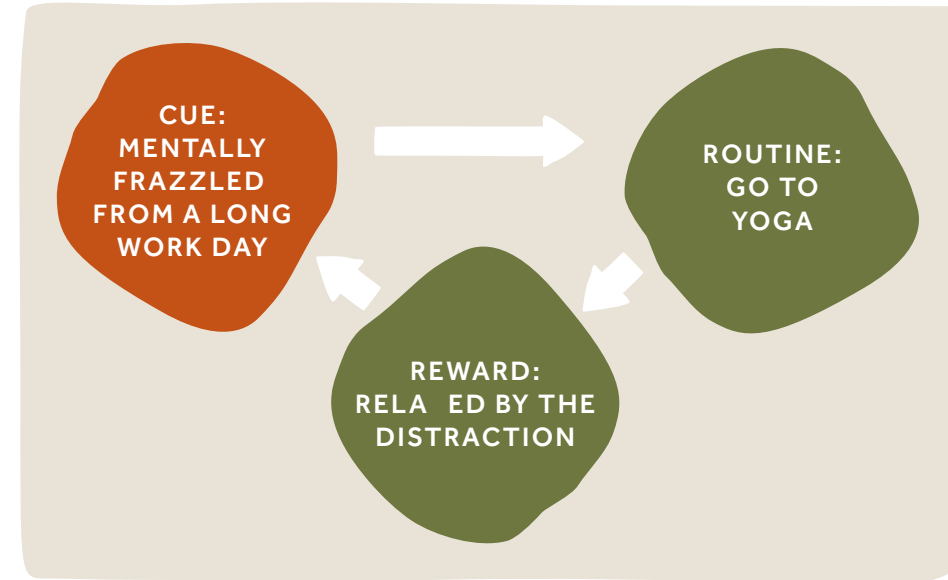 CUE:
MENTALLY
FRAZZLED
FROM A LONG
WORK DAY
ROUTINE:
GO TO
YOGA
REWARD:
RELA ED BY THE
DISTRACTION